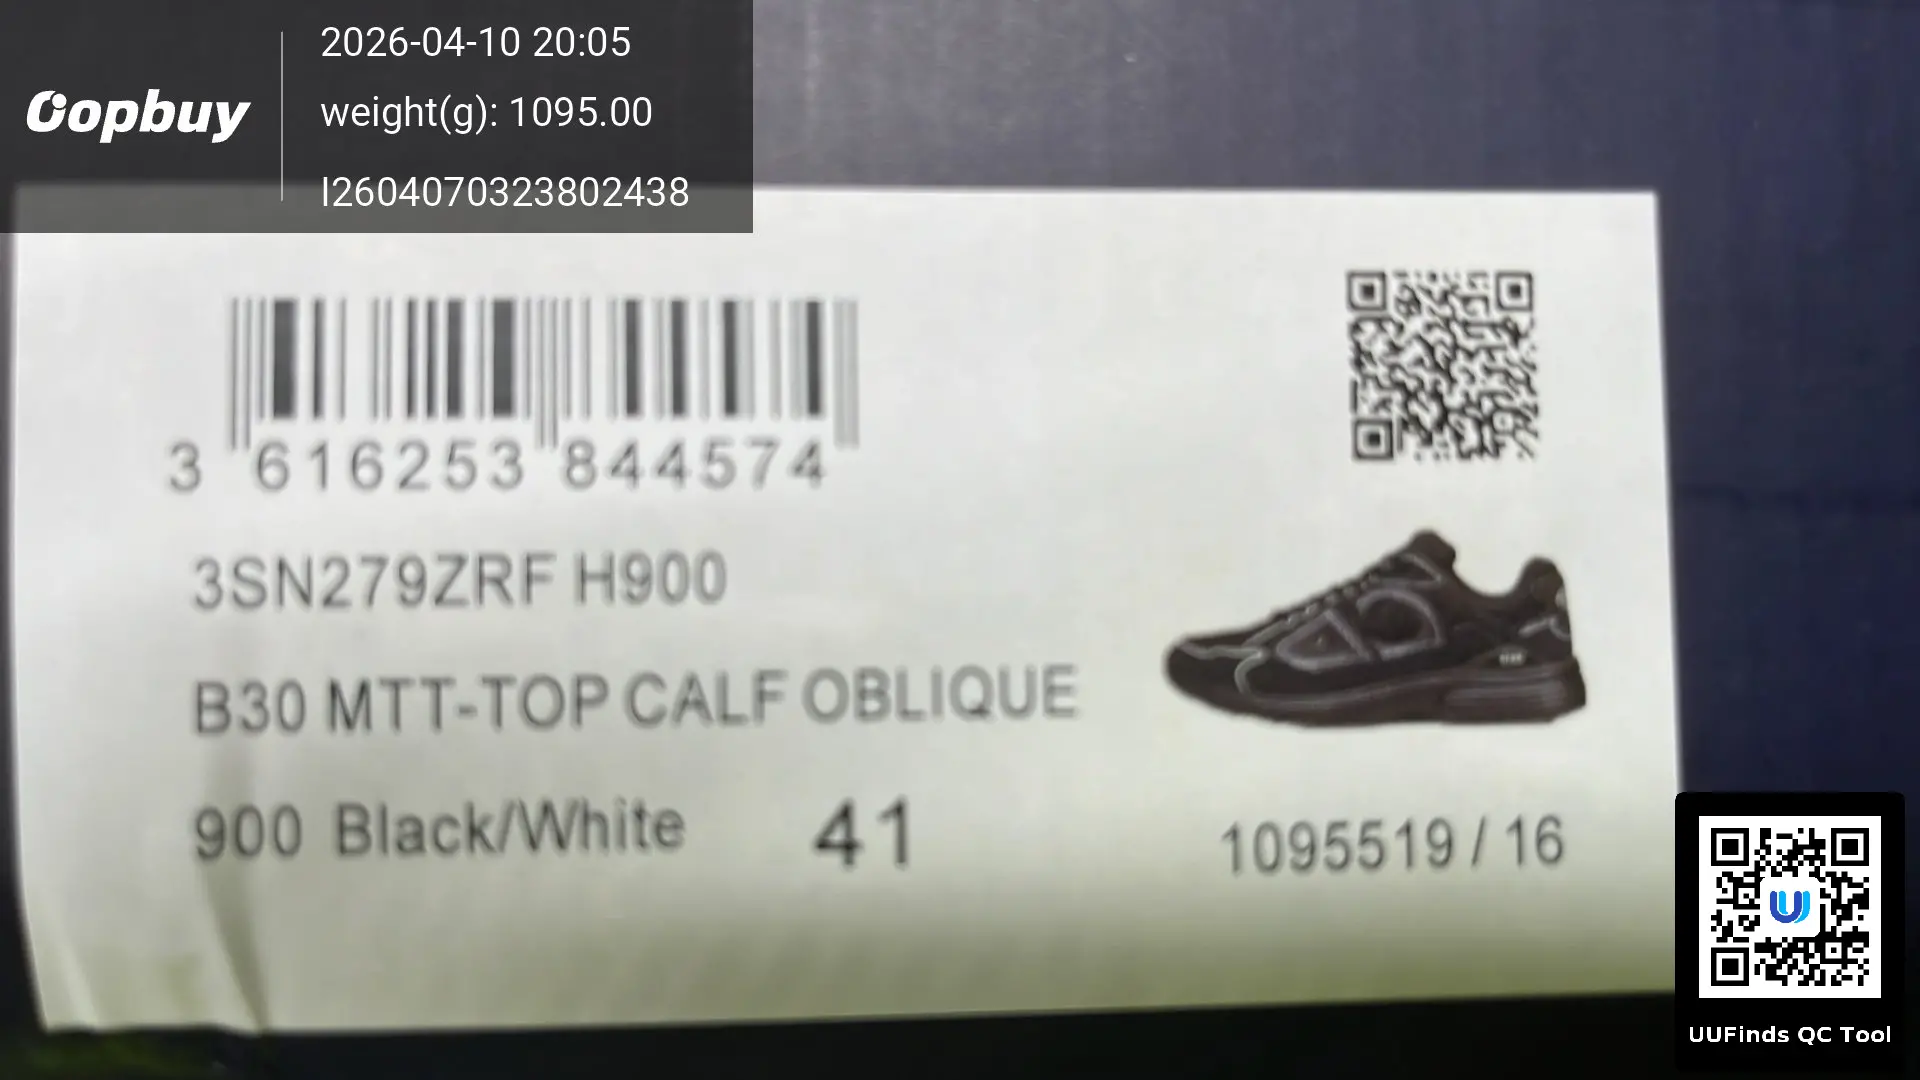 2026-04-10 20:05
oopbuy
weight(g): 1095.00
I2604070323802438
3 616253 844574
3SN279ZRF H900
B30 MTT-TOP CALF OBLIQUE
900 Black/White 41
1095519 / 16
UUFinds QC Tool